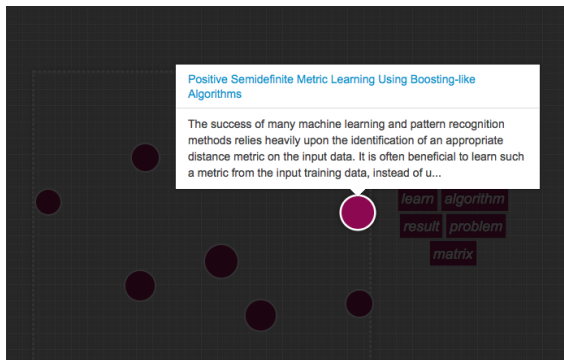 Positive Semidefinite Metric Learning Using Boosting-like
Algorithms
The success of many machine learning and pattern recognition
methods relies heavily upon the identification of an appropriate
distance metric on the input data. It is often beneficial to learn such
a metric from the input training data, instead of u...
learn algorithm
result problem
matrix